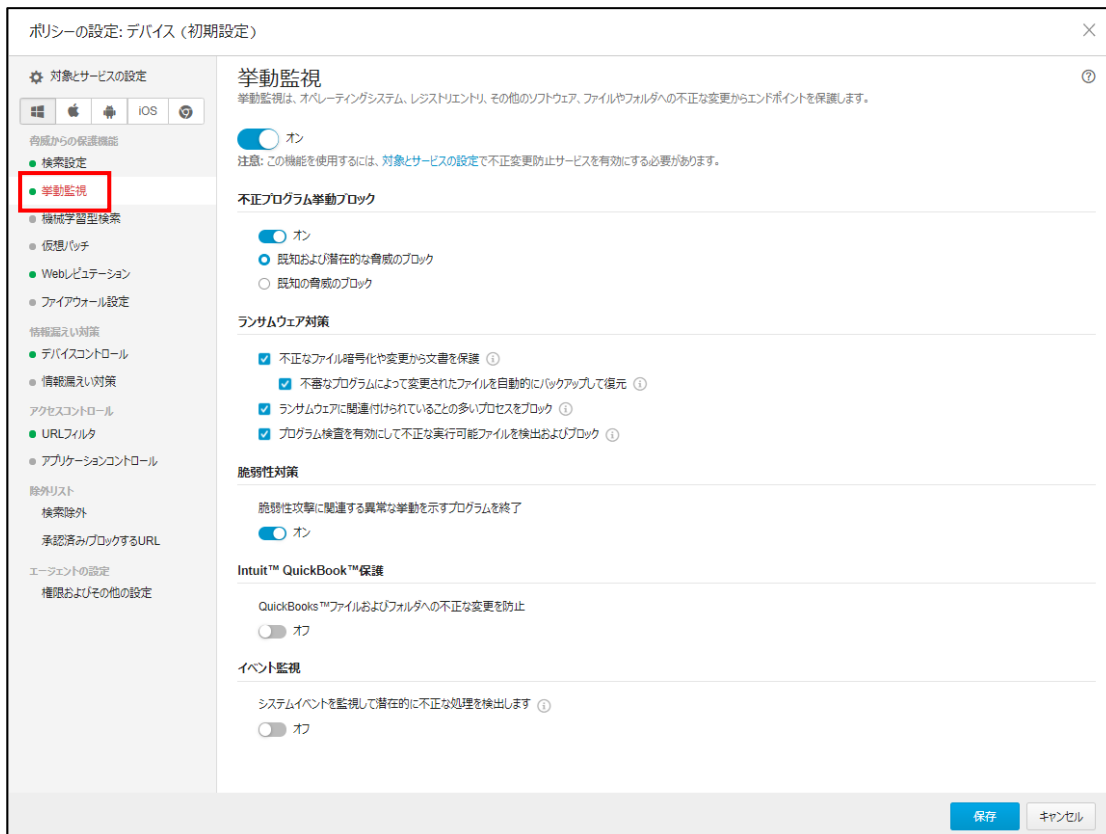 ポリシーの設定: デバイス (初期設定)
対象とサービスの設定
iOS
脅威からの保護機能
検索設定
挙動監視
機械学習型検索
仮想パッチ
Webレピュテーション
ファイアウォール設定
情報漏えい対策
デバイスコントロール
情報漏えい対策
アクセスコントロール
URLフィルタ
アプリケーションコントロール
除外リスト
検索除外
承認済み/ブロックするURL
エージェントの設定
権限およびその他の設定
挙動監視
挙動監視は、オペレーティングシステム、レジストリエントリ、その他のソフトウェア、ファイルやフォルダへの不正な変更からエンドポイントを保護します。
オン
注意: この機能を使用するには、対象とサービスの設定で不正変更防止サービスを有効にする必要があります。
不正プログラム挙動ブロック
オン
既知および潜在的な脅威のブロック
既知の脅威のブロック
ランサムウェア対策
不正なファイル暗号化や変更から文書を保護
不審なプログラムによって変更されたファイルを自動的にバックアップして復元
ランサムウェアに関連付けられていることの多いプロセスをブロック
プログラム検査を有効にして不正な実行可能ファイルを検出およびブロック
脆弱性対策
脆弱性攻撃に関連する異常な挙動を示すプログラムを終了
オン
Intuit™ QuickBook™保護
QuickBooks™ファイルおよびフォルダへの不正な変更を防止
オフ
イベント監視
システムイベントを監視して潜在的に不正な処理を検出します
オフ
保存
キャンセル